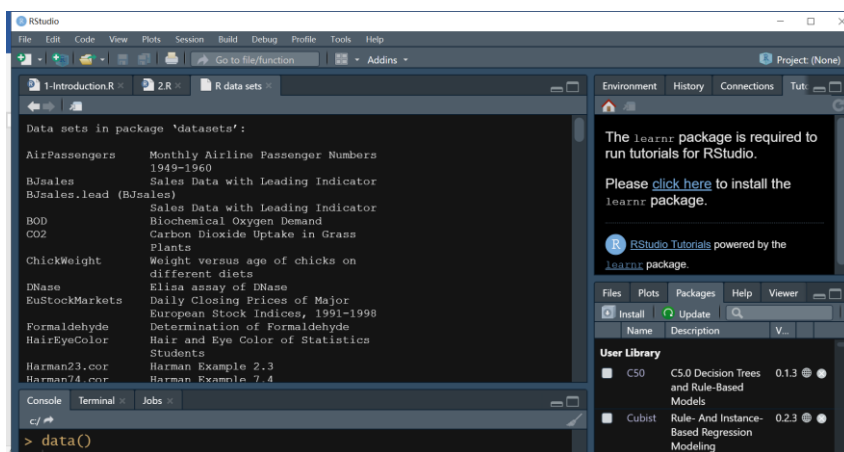 RStudio
File Edit Code View Plots Session Build Debug Profile Tools Help
Go to file/function Addins Project: (None)
1-Introduction.R 2.R R data sets
Data sets in package 'datasets':
AirPassengers Monthly Airline Passenger Numbers
1949-1960
BJsales Sales Data with Leading Indicator
BJsales.lead (BJsales)
Sales Data with Leading Indicator
BOD Biochemical Oxygen Demand
CO2 Carbon Dioxide Uptake in Grass
Plants
ChickWeight Weight versus age of chicks on
different diets
DNase Elisa assay of DNase
EuStockMarkets Daily Closing Prices of Major
European Stock Indices, 1991-1998
Formaldehyde Determination of Formaldehyde
HairEyeColor Hair and Eye Color of Statistics
Students
Harman23.cor Harman Example 2.3
Harman74.cor Harman Example 7.4
Console Terminal Jobs
c:/
> data()
Environment History Connections Tuto
The learnr package is required to
run tutorials for RStudio.
Please click here to install the
learnr package.
R RStudio Tutorials powered by the
learnr package.
Files Plots Packages Help Viewer
Install Update
Name Description V...
User Library
C50 C5.0 Decision Trees 0.1.3
and Rule-Based
Models
Cubist Rule- And Instance- 0.2.3
Based Regression
Modeling